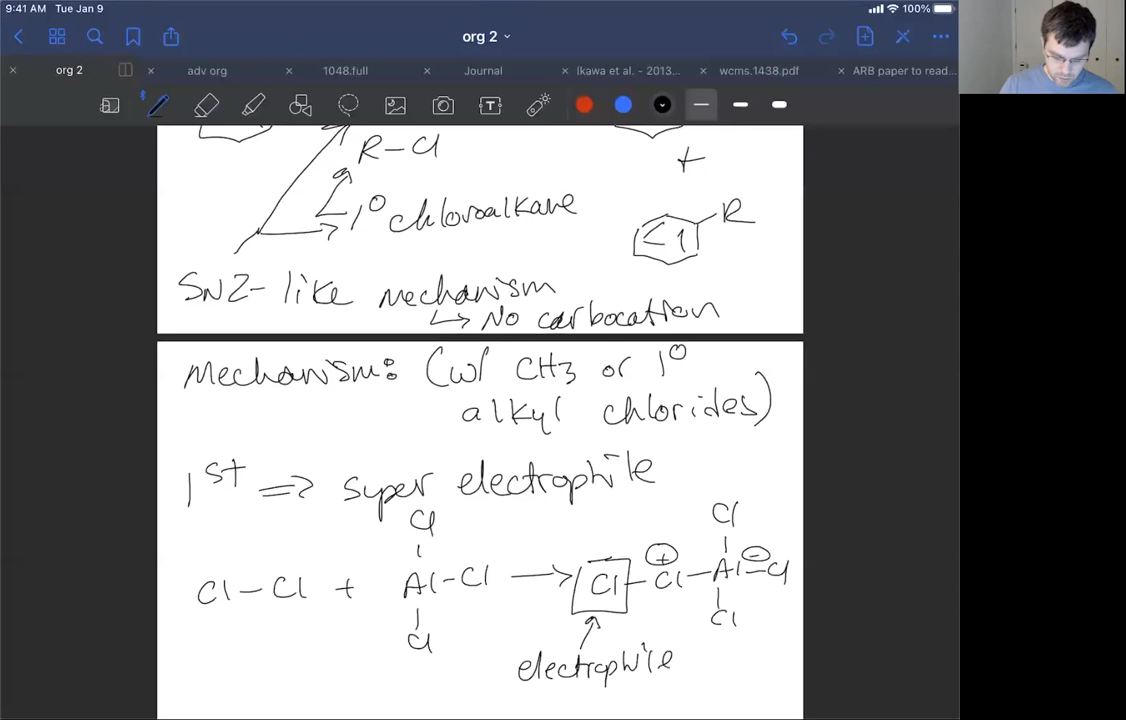 9:41 AM Tue Jan 9
100%
org 2
org 2
adv org
1048.full
Journal
Ikawa et al. - 2013...
wcms.1438.pdf
ARB paper to read...
R-Cl
+
1° chloroalkane
R
SN2-like mechanism
↳ No carbocation
Mechanism: (w/ CH3 or 1°
alkyl chlorides)
1st => super electrophile
Cl
Cl
Cl-Cl + Al-Cl → Cl-Cl-Al-Cl
⊕ ⊖
Cl
Cl
electrophile